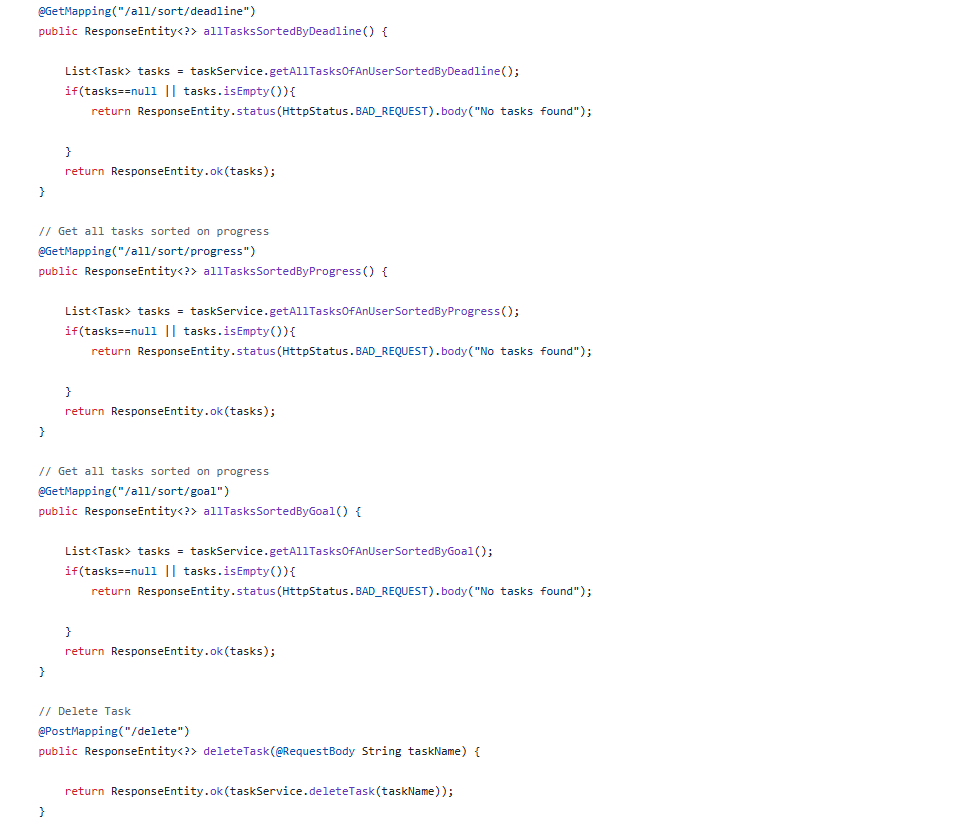 @GetMapping("/all/sort/deadline")
public ResponseEntity<?> allTasksSortedByDeadline() {
List<Task> tasks = taskService.getAllTasksOfAnUserSortedByDeadline();
if(tasks==null || tasks.isEmpty()){
return ResponseEntity.status(HttpStatus.BAD_REQUEST).body("No tasks found");
}
return ResponseEntity.ok(tasks);
}
// Get all tasks sorted on progress
@GetMapping("/all/sort/progress")
public ResponseEntity<?> allTasksSortedByProgress() {
List<Task> tasks = taskService.getAllTasksOfAnUserSortedByProgress();
if(tasks==null || tasks.isEmpty()){
return ResponseEntity.status(HttpStatus.BAD_REQUEST).body("No tasks found");
}
return ResponseEntity.ok(tasks);
}
// Get all tasks sorted on progress
@GetMapping("/all/sort/goal")
public ResponseEntity<?> allTasksSortedByGoal() {
List<Task> tasks = taskService.getAllTasksOfAnUserSortedByGoal();
if(tasks==null || tasks.isEmpty()){
return ResponseEntity.status(HttpStatus.BAD_REQUEST).body("No tasks found");
}
return ResponseEntity.ok(tasks);
}
// Delete Task
@PostMapping("/delete")
public ResponseEntity<?> deleteTask(@RequestBody String taskName) {
return ResponseEntity.ok(taskService.deleteTask(taskName));
}